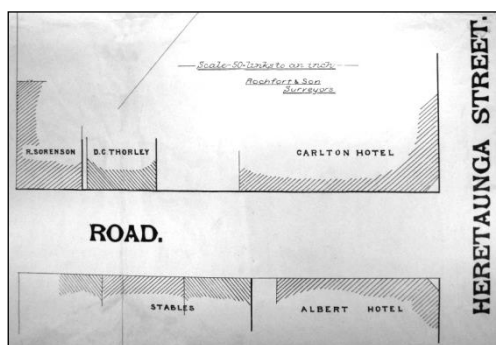 Scale-50-links to an inch
Rochfort & Son
Surveyors
H. SORENSON
D. C THORLEY
CARLTON HOTEL
HERETAUNGA STREET.
ROAD.
STABLES
ALBERT HOTEL